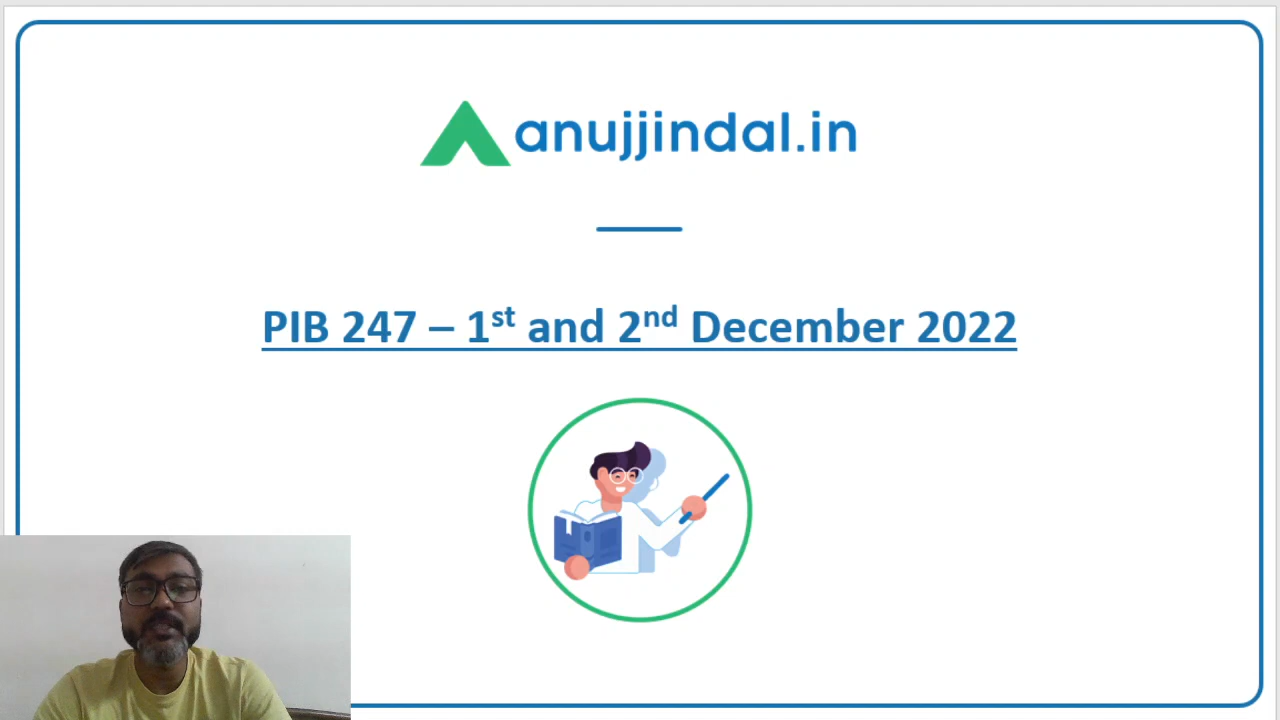 anujjindal.in
PIB 247 – 1st and 2nd December 2022